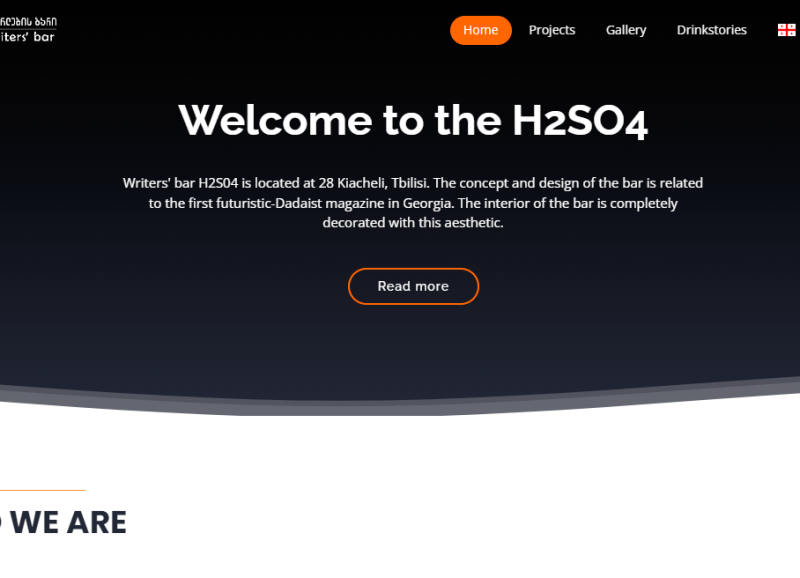 ბარი
bar
Home
Projects
Gallery
Drinkstories
Welcome to the H2SO4
Writers' bar H2S04 is located at 28 Kiacheli, Tbilisi. The concept and design of the bar is related
to the first futuristic-Dadaist magazine in Georgia. The interior of the bar is completely
decorated with this aesthetic.
Read more
WE ARE